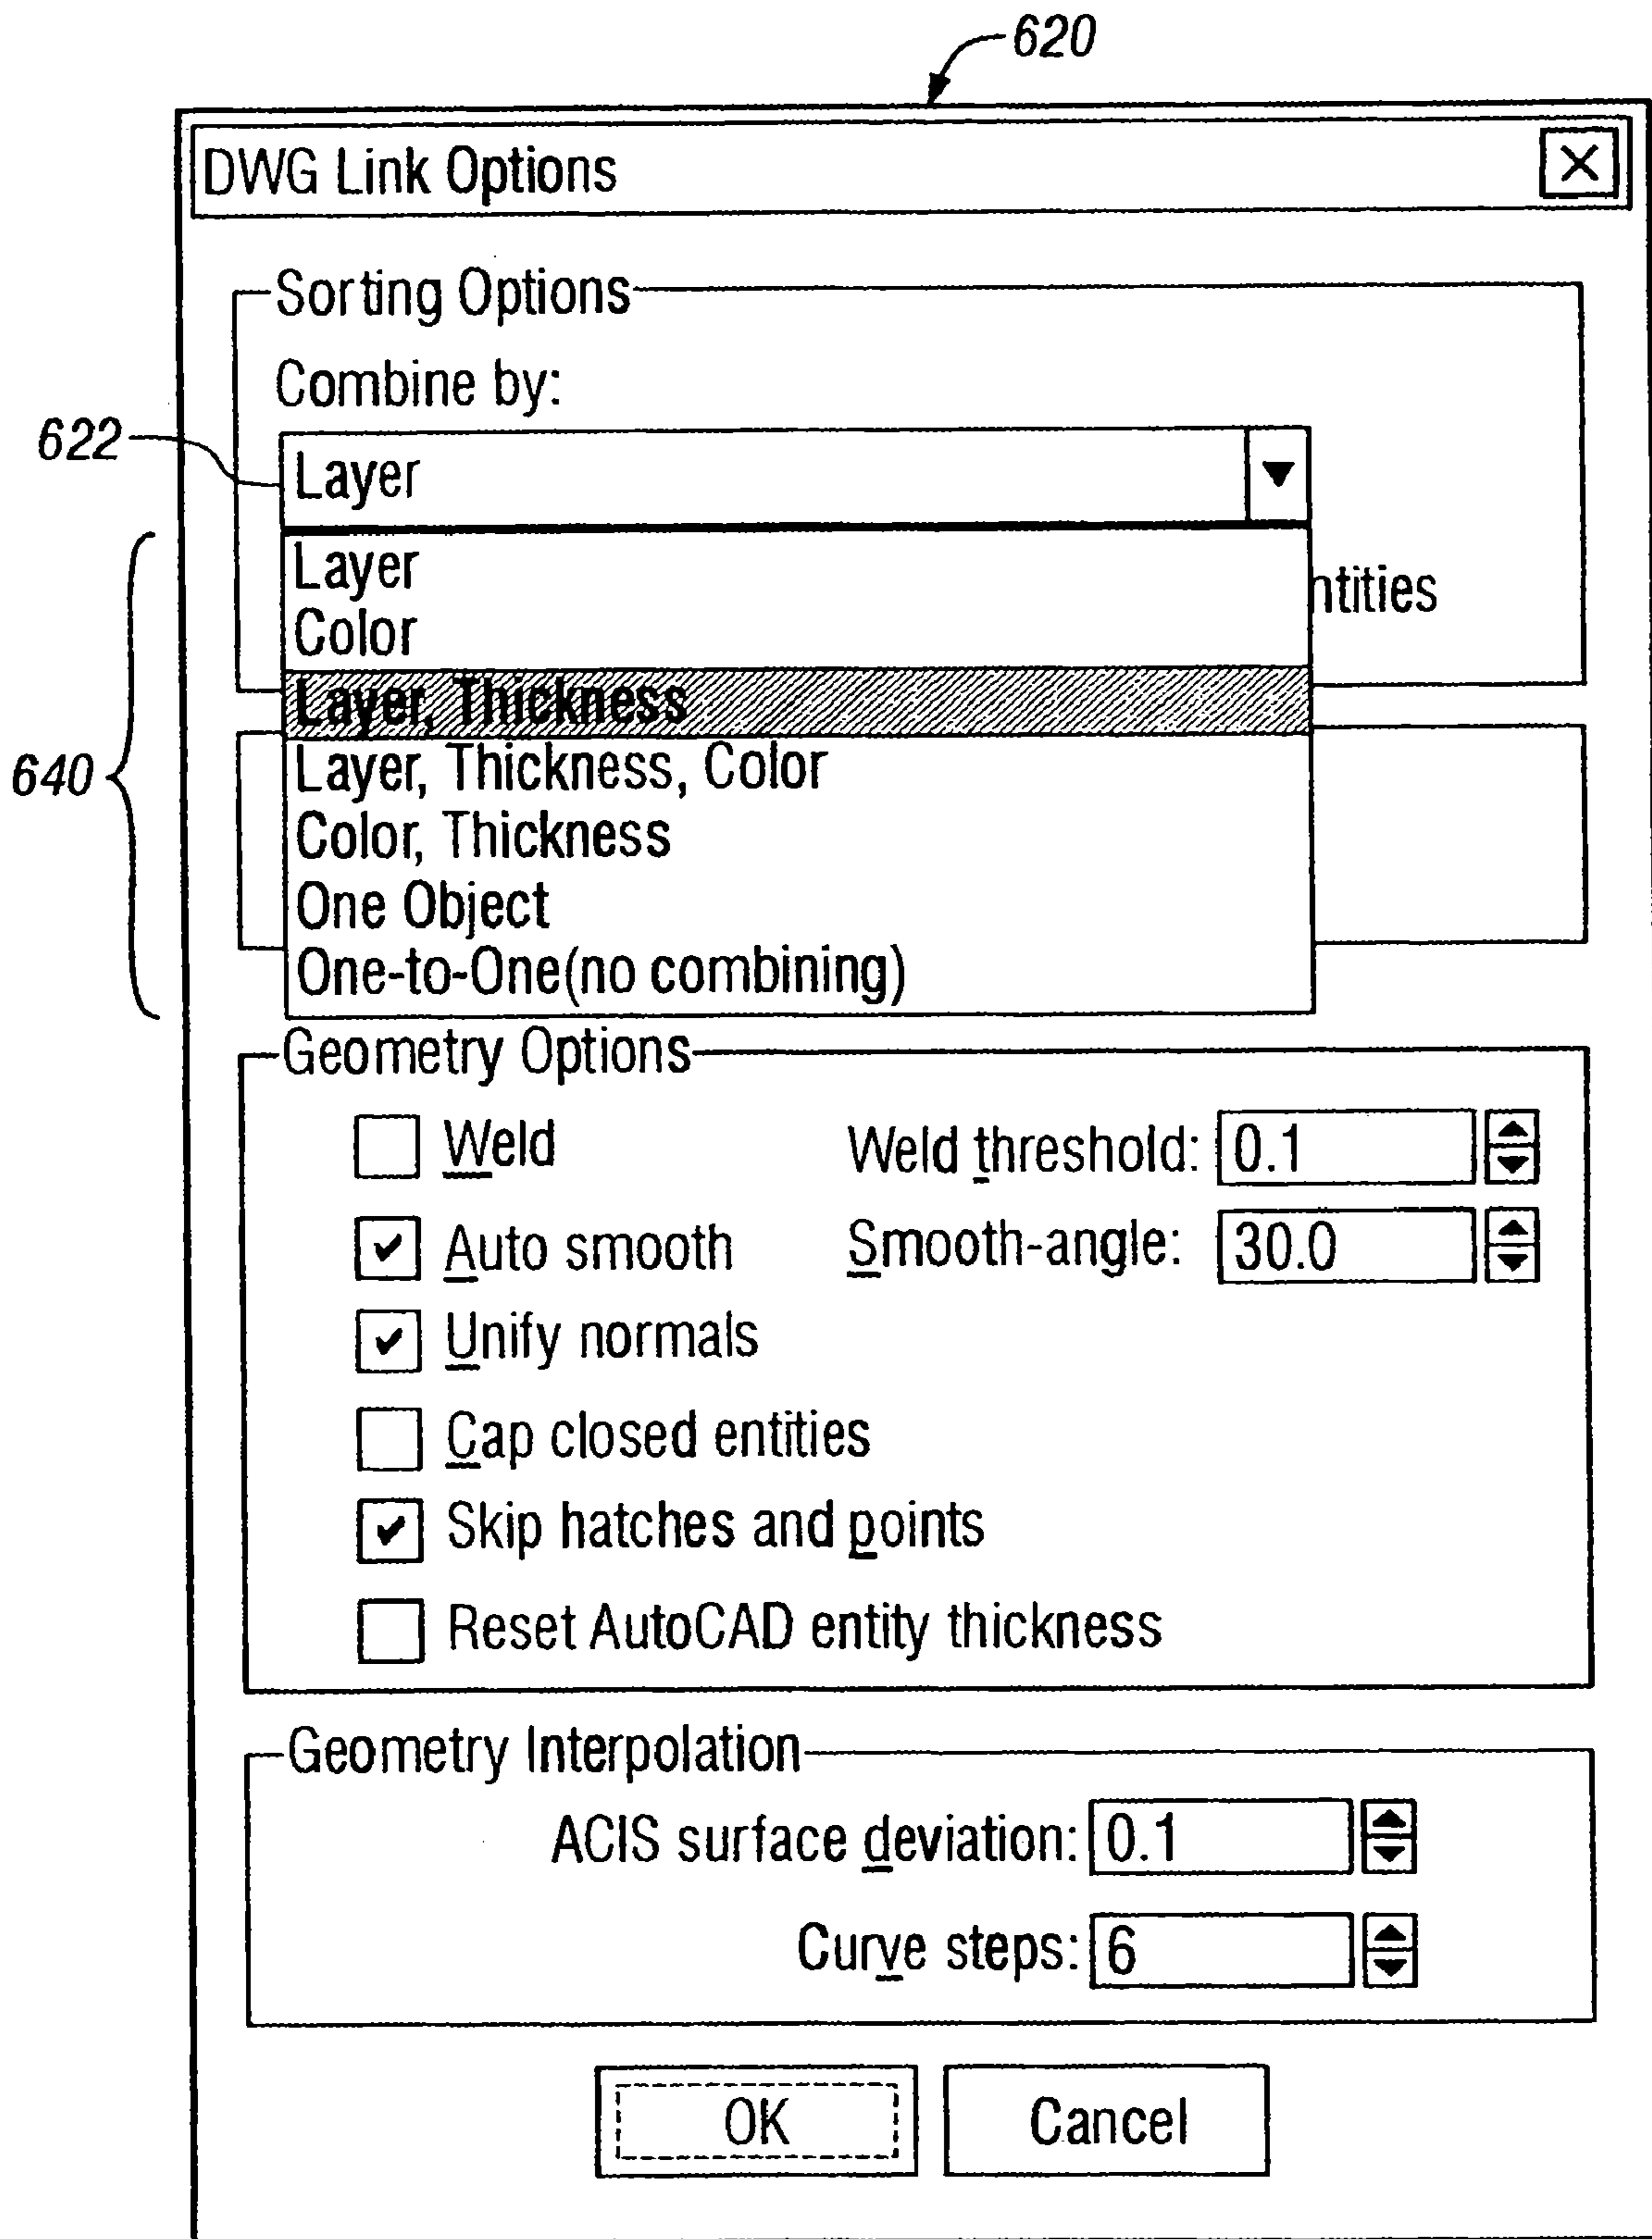 620
DWG Link Options
Sorting Options
Combine by:
622
Layer
Layer
ntities
Color
Layer, Thickness
640
Layer, Thickness, Color
Color, Thickness
One Object
One-to-One(no combining)
Geometry Options
Weld Weld threshold: 0.1
Auto smooth Smooth-angle: 30.0
Unify normals
Cap closed entities
Skip hatches and points
Reset AutoCAD entity thickness
Geometry Interpolation
ACIS surface deviation: 0.1
Curve steps: 6
OK Cancel